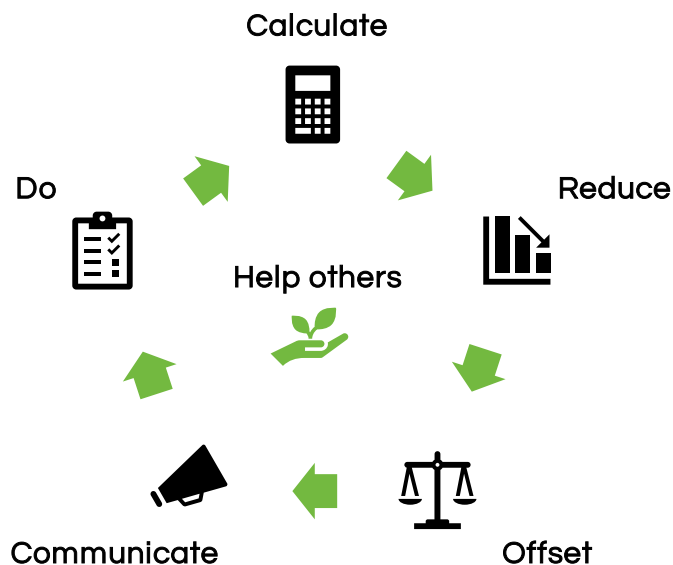 Calculate
Do
Reduce
Help others
Communicate
Offset